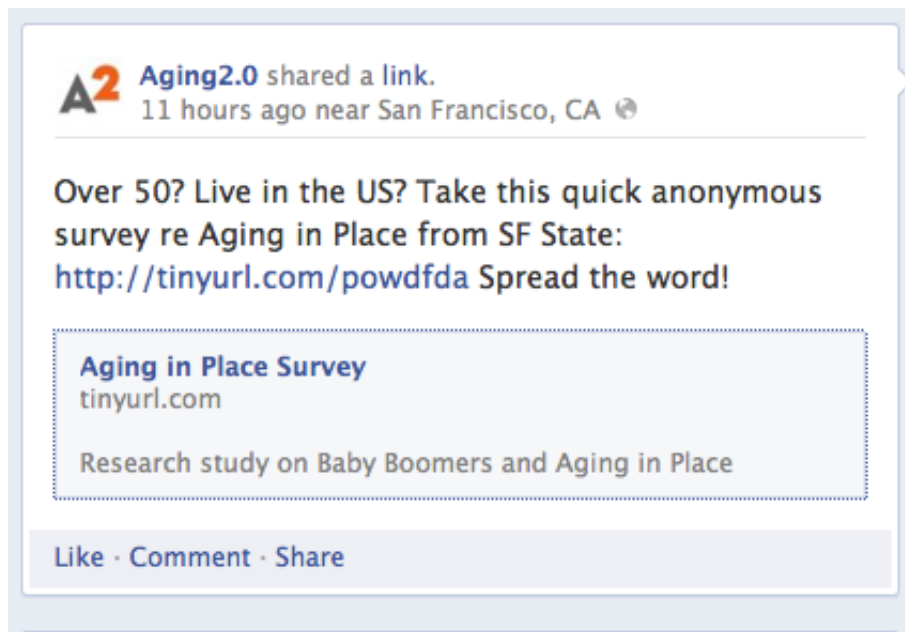 A2
Aging2.0 shared a link.
11 hours ago near San Francisco, CA
Over 50? Live in the US? Take this quick anonymous
survey re Aging in Place from SF State:
http://tinyurl.com/powdfda Spread the word!
Aging in Place Survey
tinyurl.com
Research study on Baby Boomers and Aging in Place
Like · Comment · Share